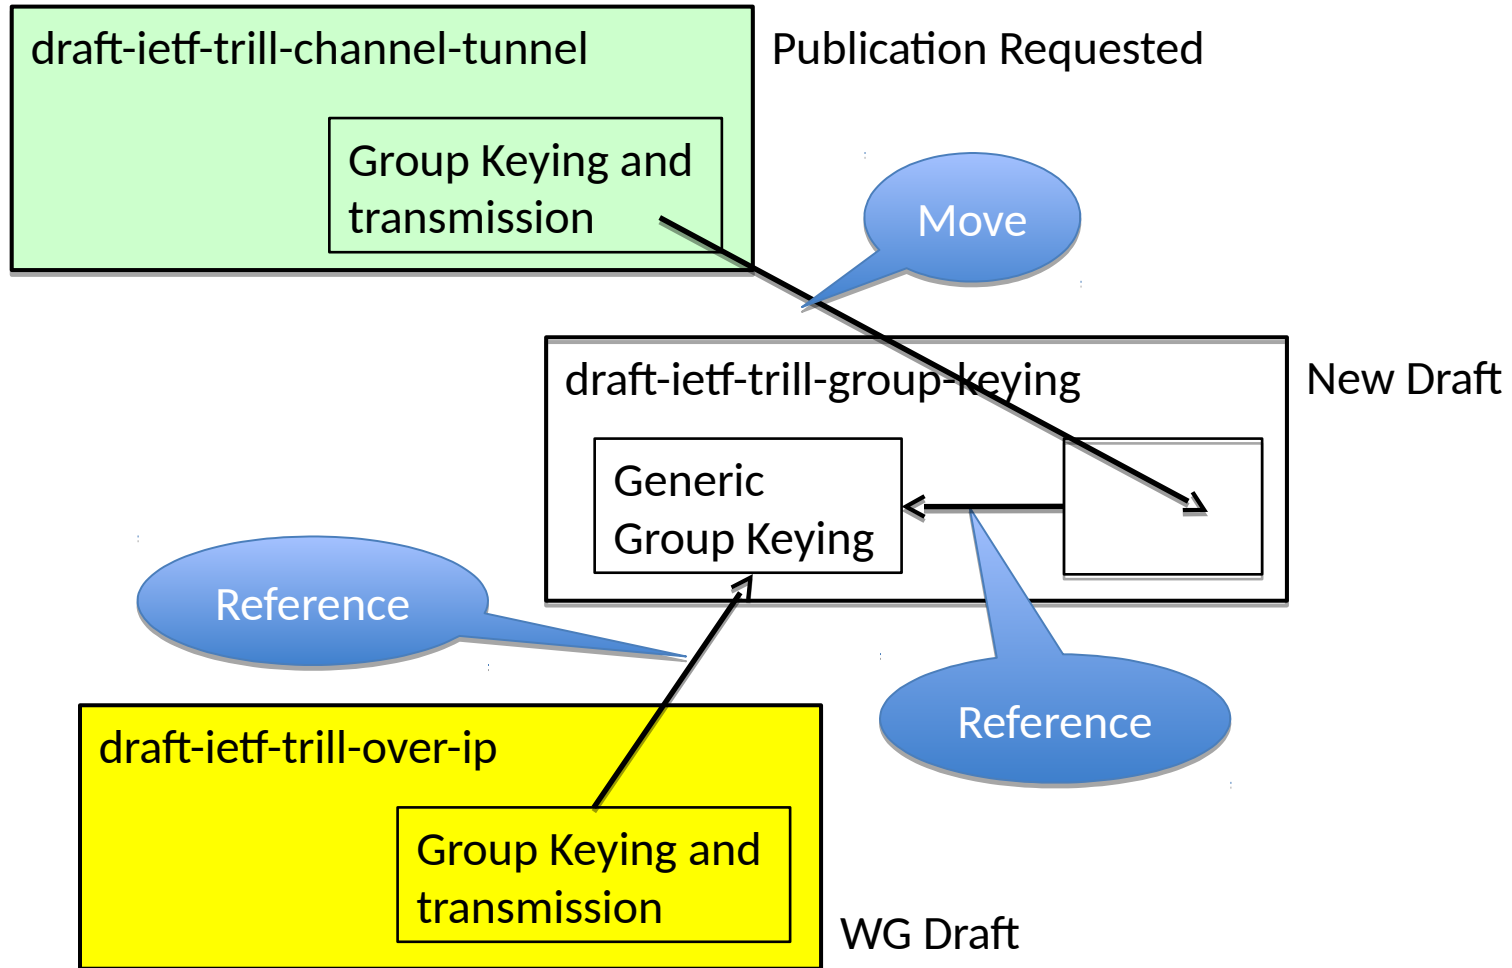 draft-ietf-trill-channel-tunnel
Publication Requested
Group Keying and
transmission
Move
draft-ietf-trill-group-keying
New Draft
Generic
Group Keying
Reference
Reference
draft-ietf-trill-over-ip
Group Keying and
transmission
WG Draft